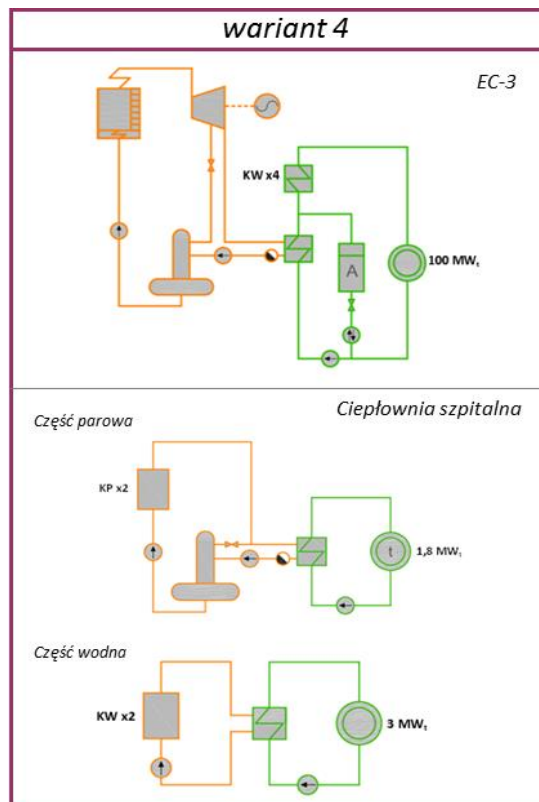 wariant 4
EC-3
KW x4
A
100 MWₜ
Ciepłownia szpitalna
Część parowa
KP x2
t
1,8 MWₜ
Część wodna
KW x2
3 MWₜ